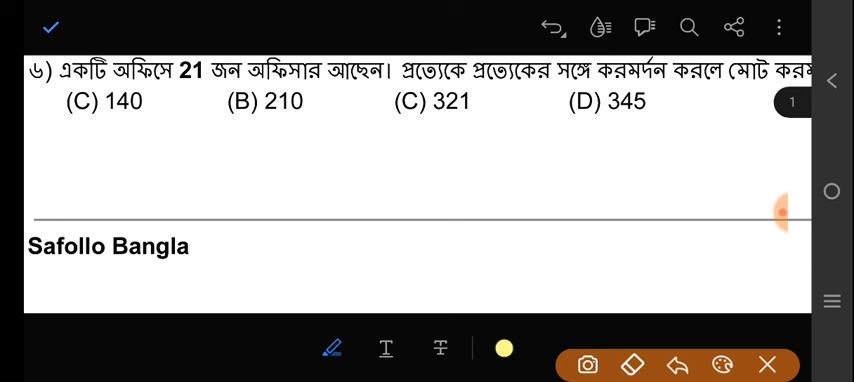 ৬) একটি অফিসে 21 জন অফিসার আছেন। প্রত্যেকে প্রত্যেকের সঙ্গে করমর্দন করলে মোট
(C) 140 (B) 210 (C) 321 (D) 345
1
Safollo Bangla